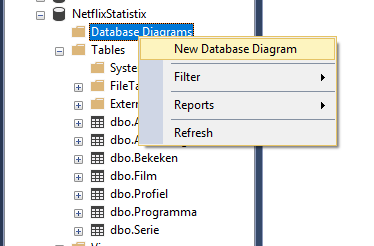 NetflixStatistix
Database Diagrams
New Database Diagram
Tables
Filter
Reports
Refresh
dbo.Bekeken
dbo.Film
dbo.Profiel
dbo.Programma
dbo.Serie